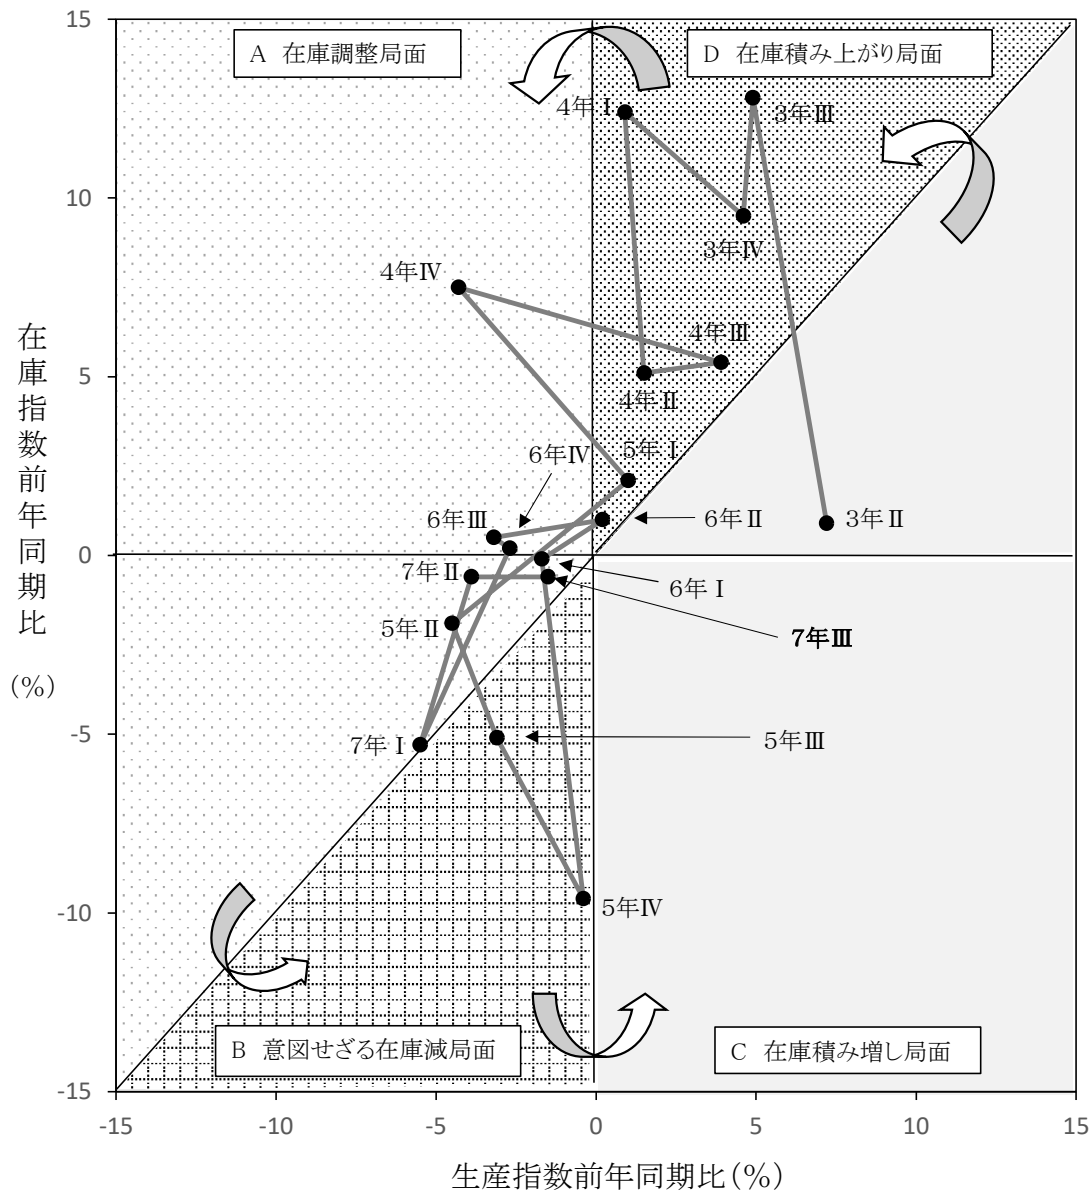 15
A 在庫調整局面
D 在庫積み上がり局面
4年Ⅰ
3年Ⅲ
10
3年Ⅳ
4年Ⅳ
4年Ⅲ
5
4年Ⅱ
5年Ⅰ
6年Ⅳ
6年Ⅲ
6年Ⅱ
3年Ⅱ
0
7年Ⅱ
6年Ⅰ
5年Ⅱ
7年Ⅲ
-5
7年Ⅰ
5年Ⅲ
-10
5年Ⅳ
B 意図せざる在庫減局面
C 在庫積み増し局面
-15
-15 -10 -5 0 5 10 15
在庫指数前年同期比
(%)
生産指数前年同期比(%)